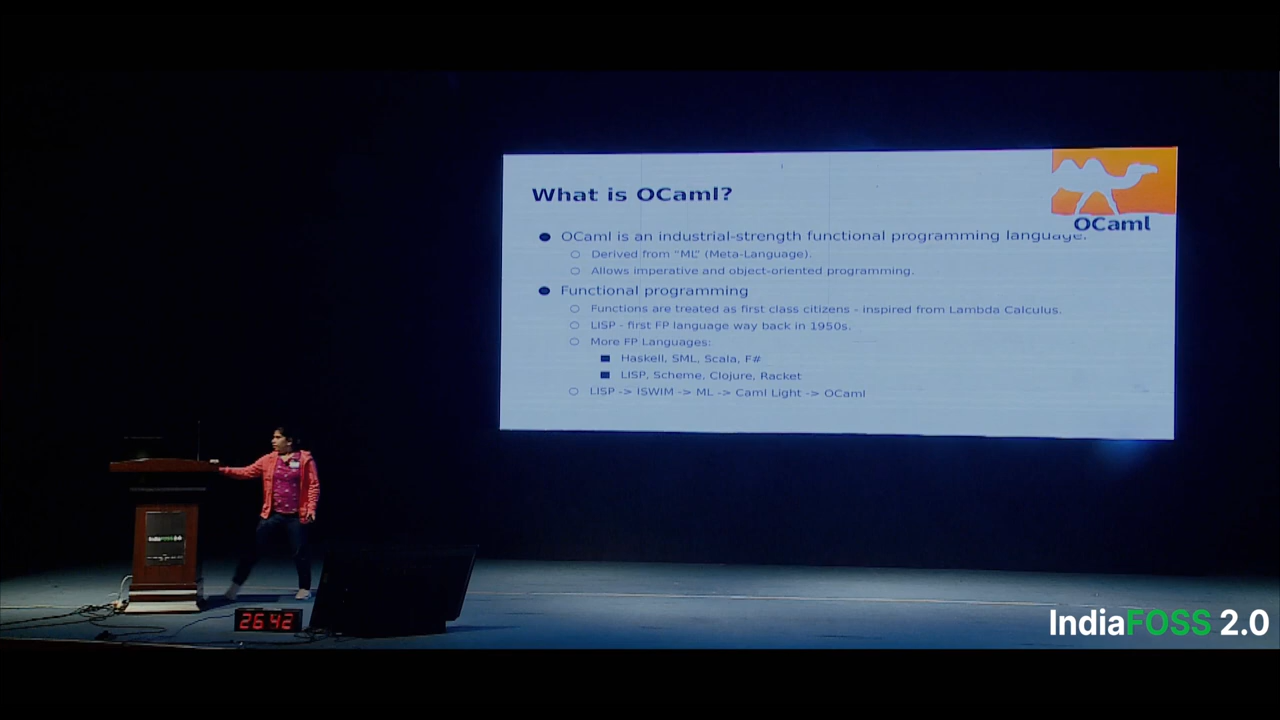 What is OCaml?
OCaml
OCaml is an industrial-strength functional programming language.
Derived from "ML" (Meta-Language).
Allows imperative and object-oriented programming.
Functional programming
Functions are treated as first class citizens - inspired from Lambda Calculus.
LISP - first FP language way back in 1950s.
More FP Languages:
Haskell, SML, Scala, F#
LISP, Scheme, Clojure, Racket
LISP -> ISWIM -> ML -> Caml Light -> OCaml
IndiaFOSS 2.0
26 42
IndiaFOSS 2.0